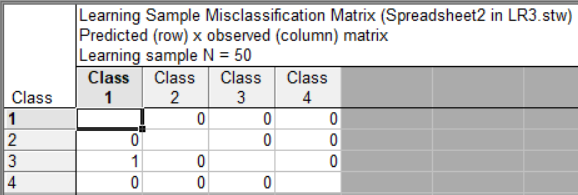 Learning Sample Misclassification Matrix (Spreadsheet2 in LR3.stw)
Predicted (row) x observed (column) matrix
Learning sample N = 50
Class Class Class Class Class
1 2 3 4
1 0 0 0
2 0 0 0
3 1 0 0
4 0 0 0